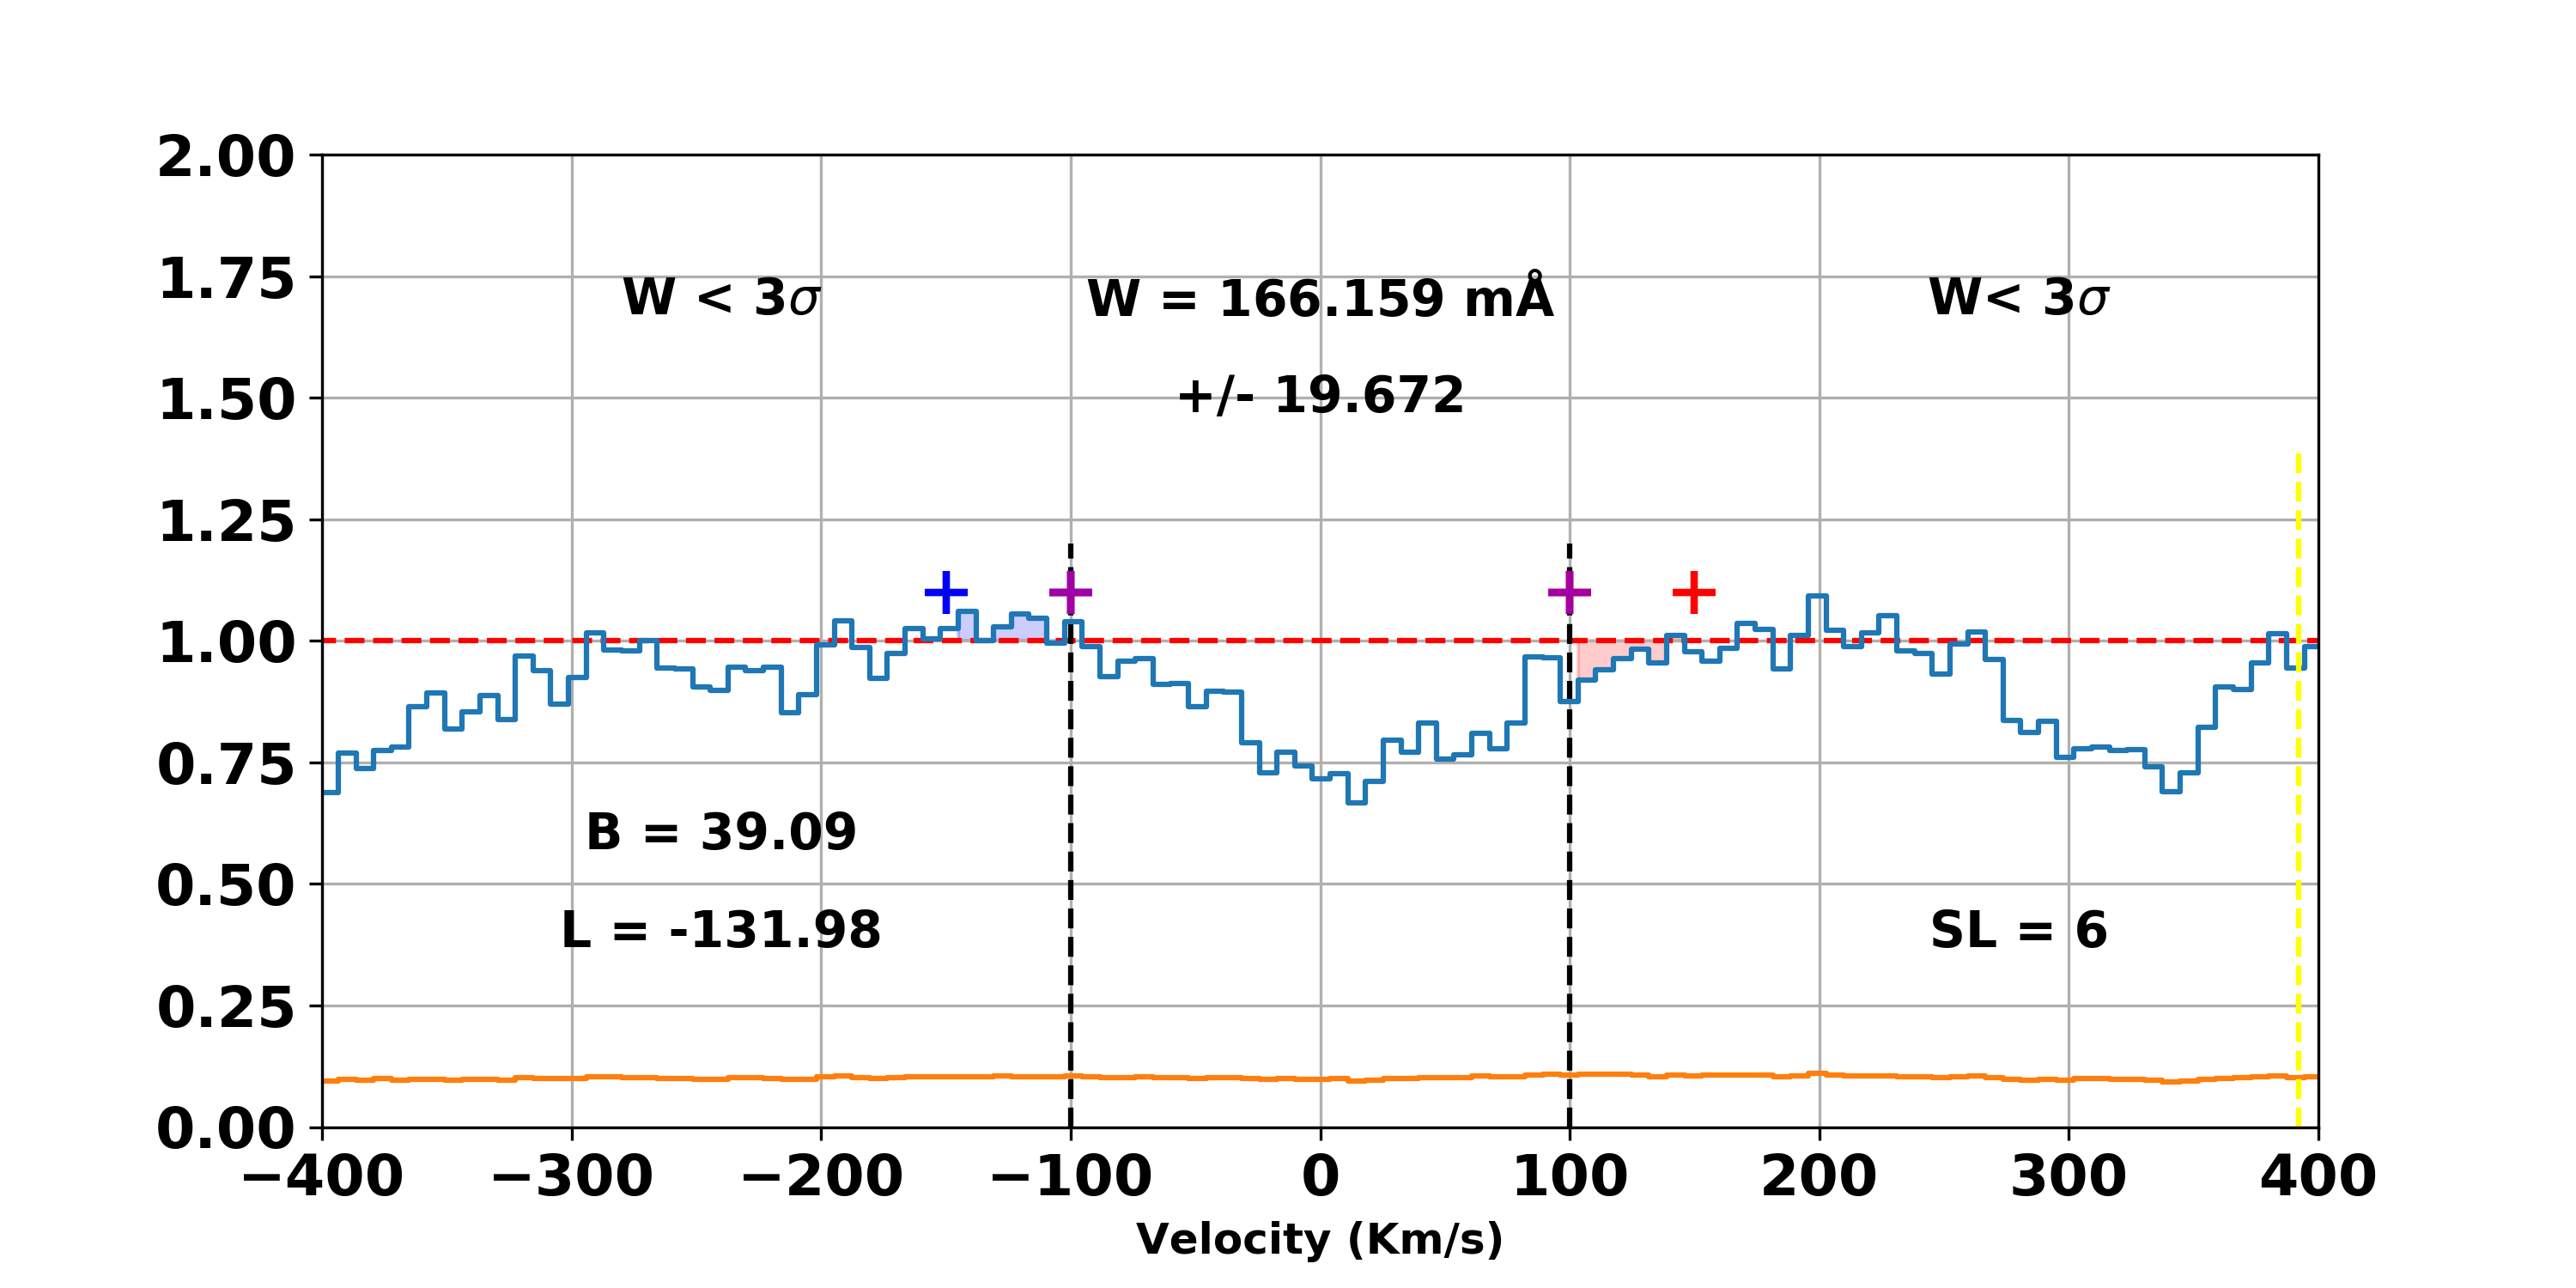 2.00
1.75
1.50
1.25
1.00
0.75
0.50
0.25
0.00
W < 3σ
W = 166.159 mÅ
+/- 19.672
W< 3σ
B = 39.09
L = -131.98
SL = 6
−400 −300 −200 −100 0 100 200 300 400
Velocity (Km/s)